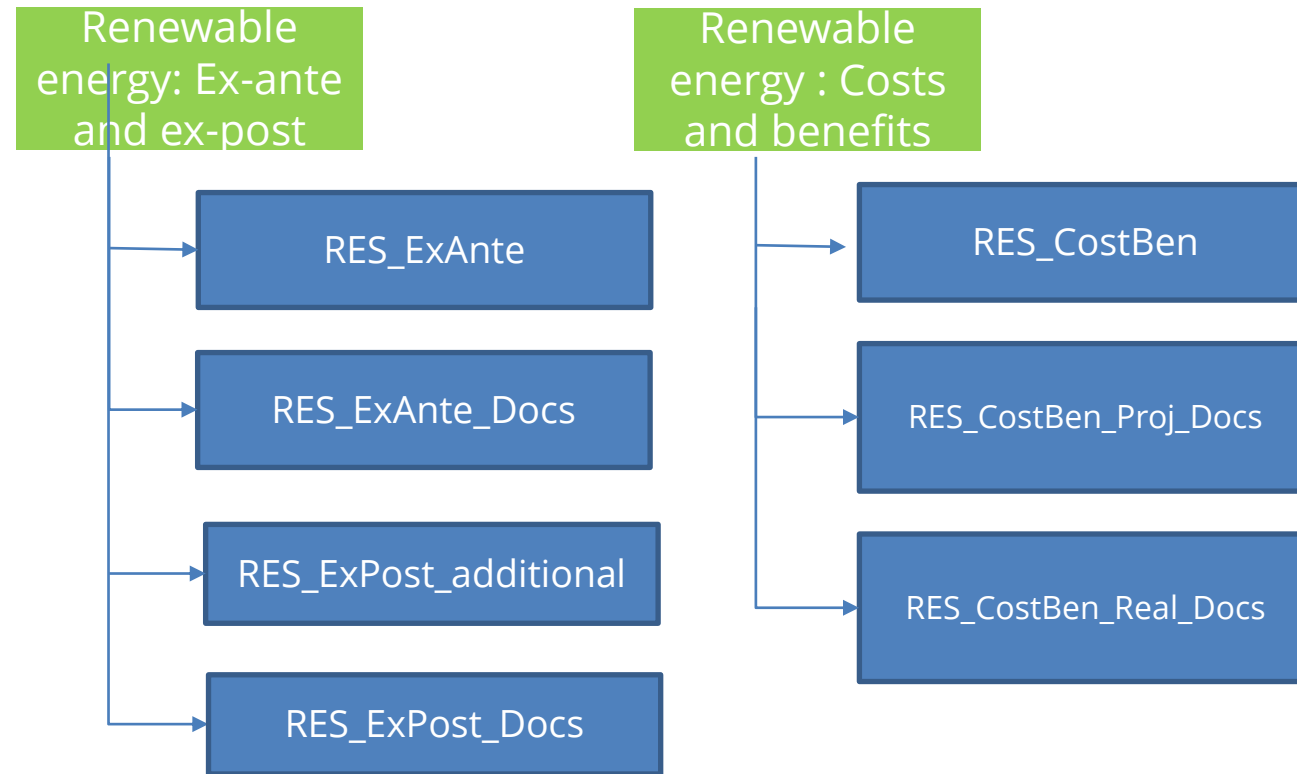 Renewable
energy: Ex-ante
and ex-post
RES_ExAnte
RES_ExAnte_Docs
RES_ExPost_additional
RES_ExPost_Docs
Renewable
energy : Costs
and benefits
RES_CostBen
RES_CostBen_Proj_Docs
RES_CostBen_Real_Docs